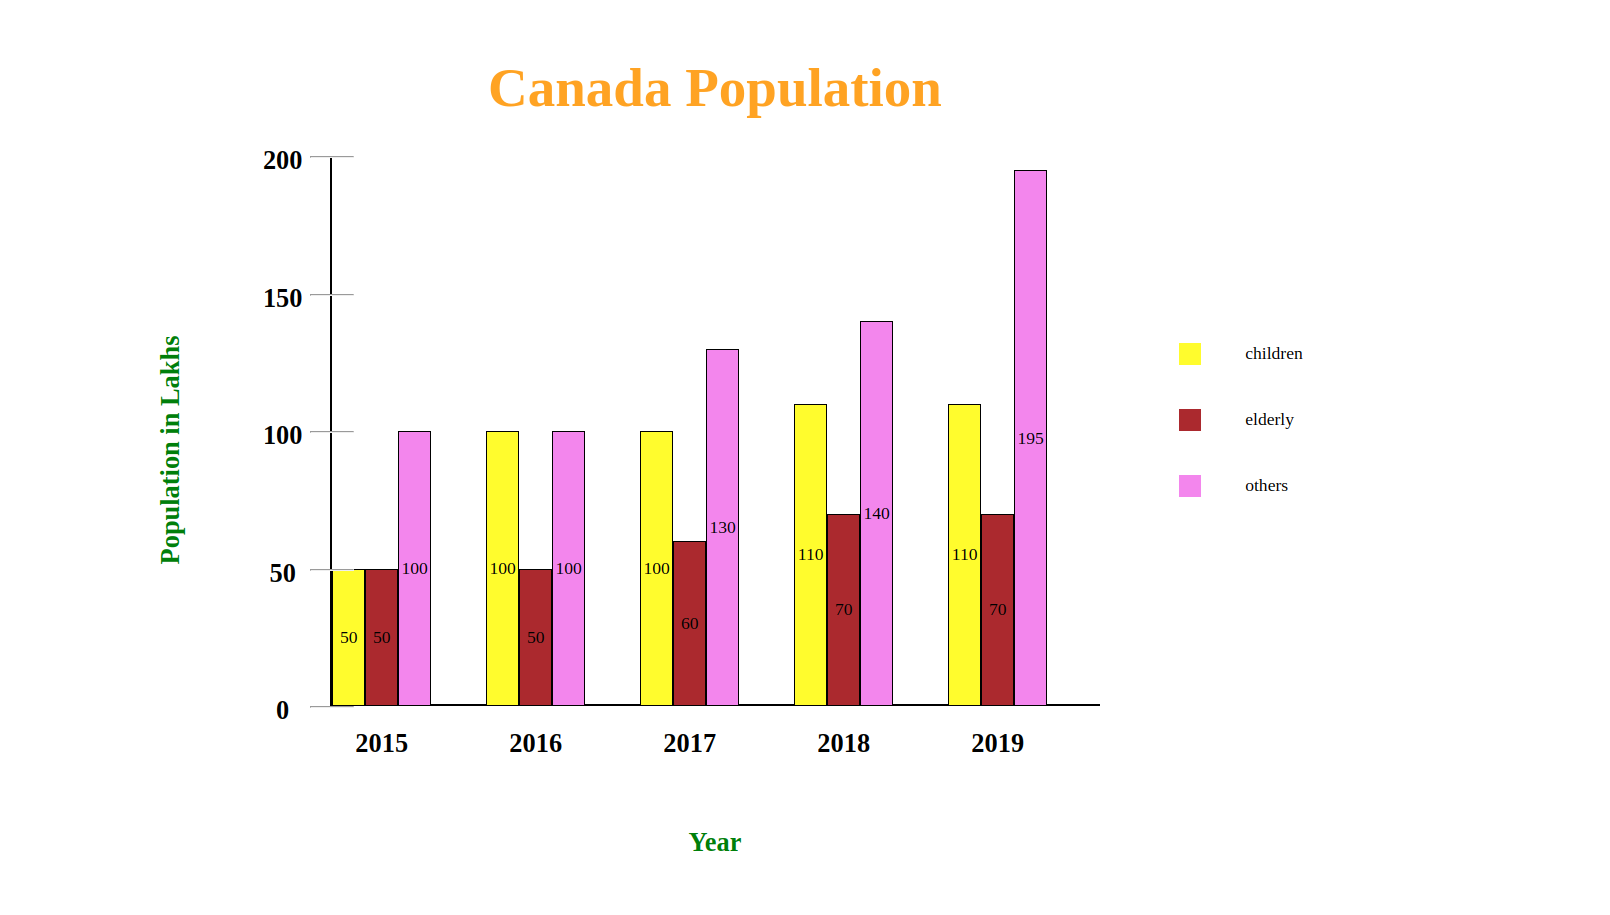 Canada Population
200
150
100
50
0
Population in Lakhs
50 50 100
100 50 100
100 60 130
110 70 140
110 70 195
2015 2016 2017 2018 2019
Year
children
elderly
others